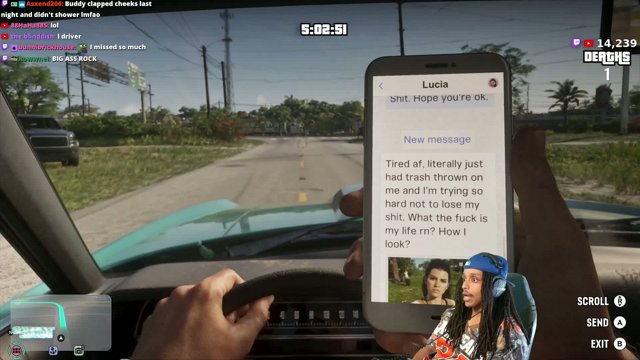 Axxend206: Buddy clapped cheeks last
night and didn't shower lmfao
88HaHa885: lol
the.blinddish: I driver
I missed so much
BIG ASS ROCK
5:02:51
14,239
DEATHS
1
Lucia
Shit. Hope you're ok.
New message
Tired af, literally just
had trash thrown on
me and I'm trying so
hard not to lose my
shit. What the fuck is
my life rn? How I
look?
SCROLL R
SEND A
EXIT B